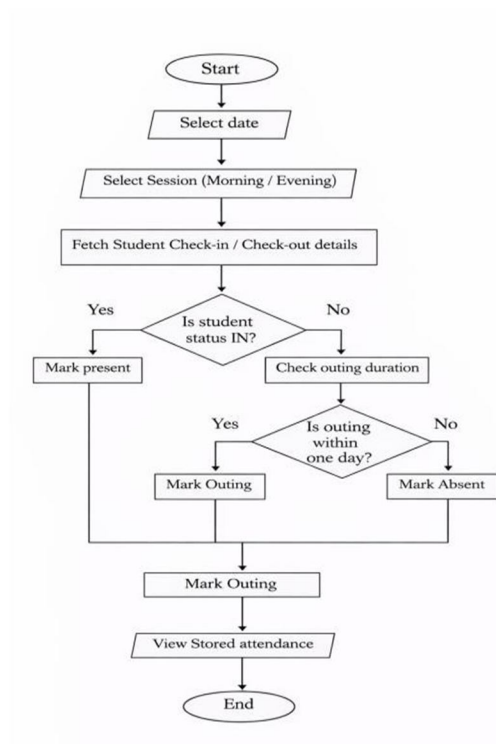 Start
Select date
Select Session (Morning / Evening)
Fetch Student Check-in / Check-out details
Yes
No
Is student
status IN?
Mark present
Check outing duration
Yes
No
Is outing
within
one day?
Mark Outing
Mark Absent
Mark Outing
View Stored attendance
End